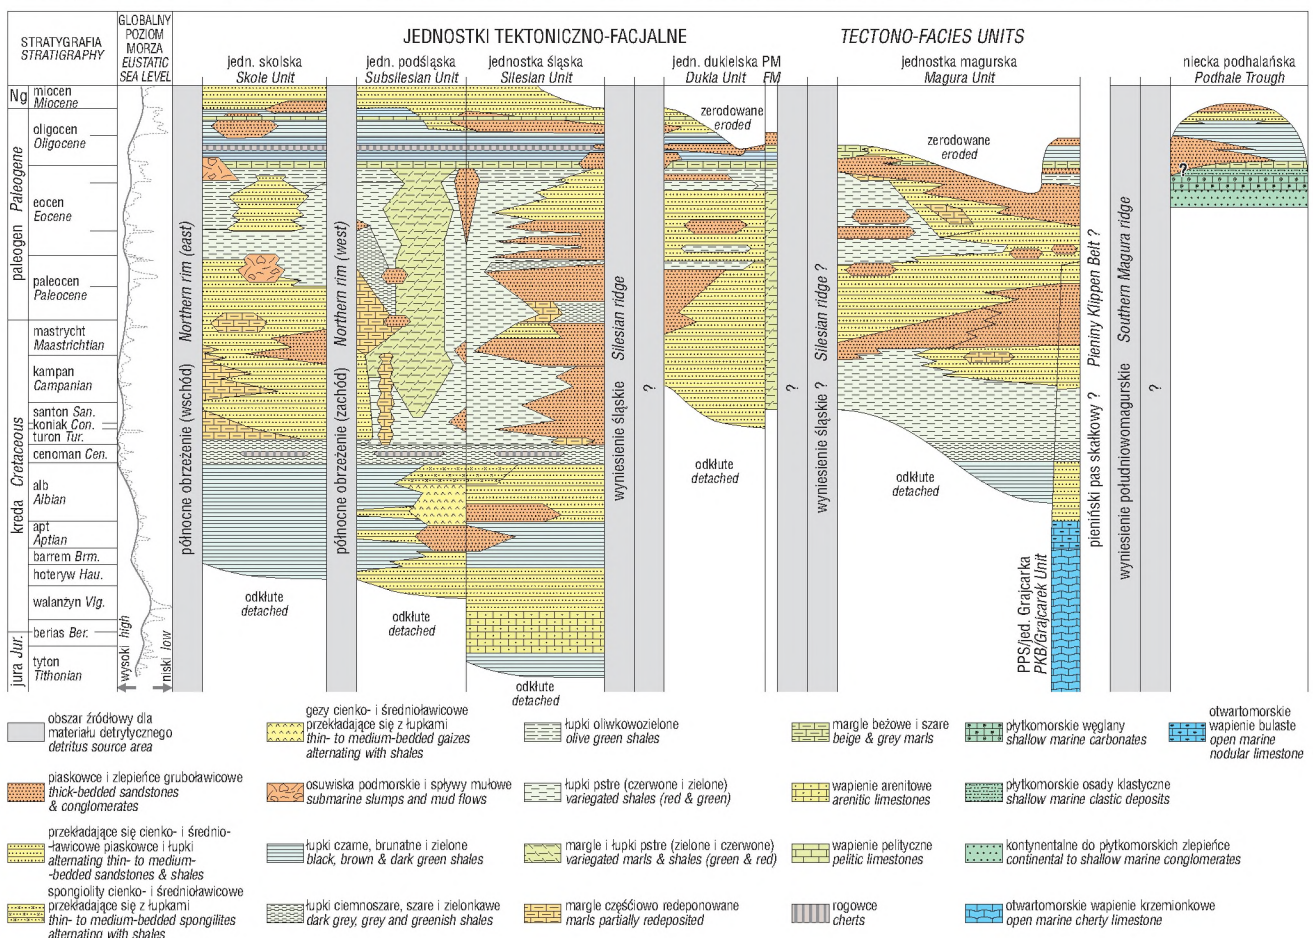 STRATYGRAFIA
STRATIGRAPHY
GLOBALNY
POZIOM
MORZA
EUSTATIC
SEA LEVEL
JEDNOSTKI TEKTONICZNO-FACJALNE
TECTONO-FACIES UNITS
jedn. skolska
Skole Unit
jedn. podśląska
Subsilesian Unit
jednostka śląska
Silesian Unit
jedn. dukielska
Dukla Unit
PM
FM
jednostka magurska
Magura Unit
niecka podhalańska
Podhale Trough
Ng
miocen
Miocene
paleogen Paleogene
oligocen
Oligocene
eocen
Eocene
paleocen
Paleocene
kreda Cretaceous
mastrycht
Maastrichtian
kampan
Campanian
santon San.
koniak Con.
turon Tur.
cenoman Cen.
alb
Albian
apt
Aptian
barrem Brm.
hoteryw Hau.
walanżyn Vlg.
berias Ber.
jura Jur.
tyton
Tithonian
wysoki high
niski low
północne obrzeżenie (wschód) Northern rim (east)
odkłute
detached
północne obrzeżenie (zachód) Northern rim (west)
odkłute
detached
odkłute
detached
wyniesienie śląskie Silesian ridge
?
zerodowane
eroded
odkłute
detached
?
wyniesienie śląskie ? Silesian ridge ?
zerodowane
eroded
odkłute
detached
PPS/jed. Grajcarka
PKB/Grajcarek Unit
pieniński pas skałkowy ? Pieniny Klippen Belt ?
wyniesienie południowomagurskie Southern Magura ridge
?
?
obszar źródłowy dla
materiału detrytycznego
detritus source area
piaskowce i zlepieńce gruboławicowe
thick-bedded sandstones
& conglomerates
przekładające się cienko- i średnio-
-ławicowe piaskowce i łupki
alternating thin- to medium-
-bedded sandstones & shales
spongiolity cienko- i średnioławicowe
przekładające się z łupkami
thin- to medium-bedded spongilites
alternating with shales
gezy cienko- i średnioławicowe
przekładające się z łupkami
thin- to medium-bedded gaizes
alternating with shales
osuwiska podmorskie i spływy mułowe
submarine slumps and mud flows
łupki czarne, brunatne i zielone
black, brown & dark green shales
łupki ciemnoszare, szare i zielonkawe
dark grey, grey and greenish shales
łupki oliwkowozielone
olive green shales
łupki pstre (czerwone i zielone)
variegated shales (red & green)
margle i łupki pstre (zielone i czerwone)
variegated marls & shales (green & red)
margle częśćiowo redeponowane
marls partially redeposited
margle beżowe i szare
beige & grey marls
wapienie arenitowe
arenitic limestones
wapienie pelityczne
pelitic limestones
rogowce
cherts
płytkomorskie węglany
shallow marine carbonates
płytkomorskie osady klastyczne
shallow marine clastic deposits
kontynentalne do płytkomorskich zlepieńce
continental to shallow marine conglomerates
otwartomorskie wapienie krzemionkowe
open marine cherty limestone
otwartomorskie
wapienie bulaste
open marine
nodular limestone